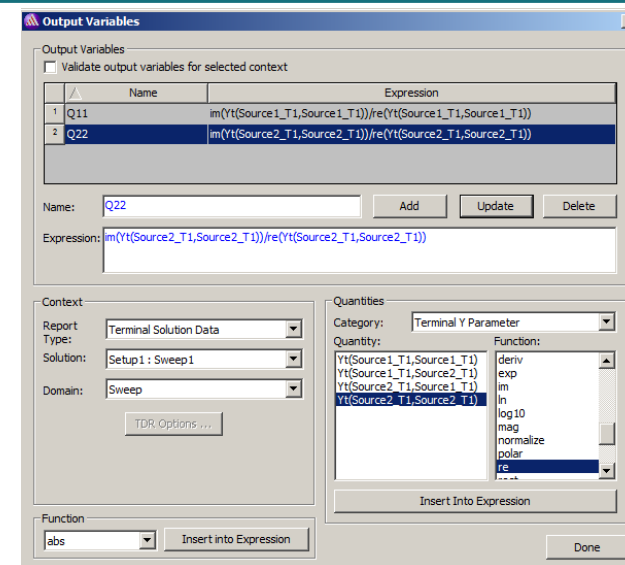 Output Variables
Output Variables
Validate output variables for selected context
Name Expression
1 Q11 im(Yt(Source1_T1,Source1_T1))/re(Yt(Source1_T1,Source1_T1))
2 Q22 im(Yt(Source2_T1,Source2_T1))/re(Yt(Source2_T1,Source2_T1))
Name: Q22 Add Update Delete
Expression: im(Yt(Source2_T1,Source2_T1))/re(Yt(Source2_T1,Source2_T1))
Context
Report Type: Terminal Solution Data
Solution: Setup1 : Sweep1
Domain: Sweep
TDR Options ...
Quantities
Category: Terminal Y Parameter
Quantity: Function:
Yt(Source1_T1,Source1_T1) deriv
Yt(Source1_T1,Source2_T1) exp
Yt(Source2_T1,Source1_T1) im
Yt(Source2_T1,Source2_T1) ln
log10
mag
normalize
polar
re
Insert Into Expression
Function
abs Insert into Expression
Done